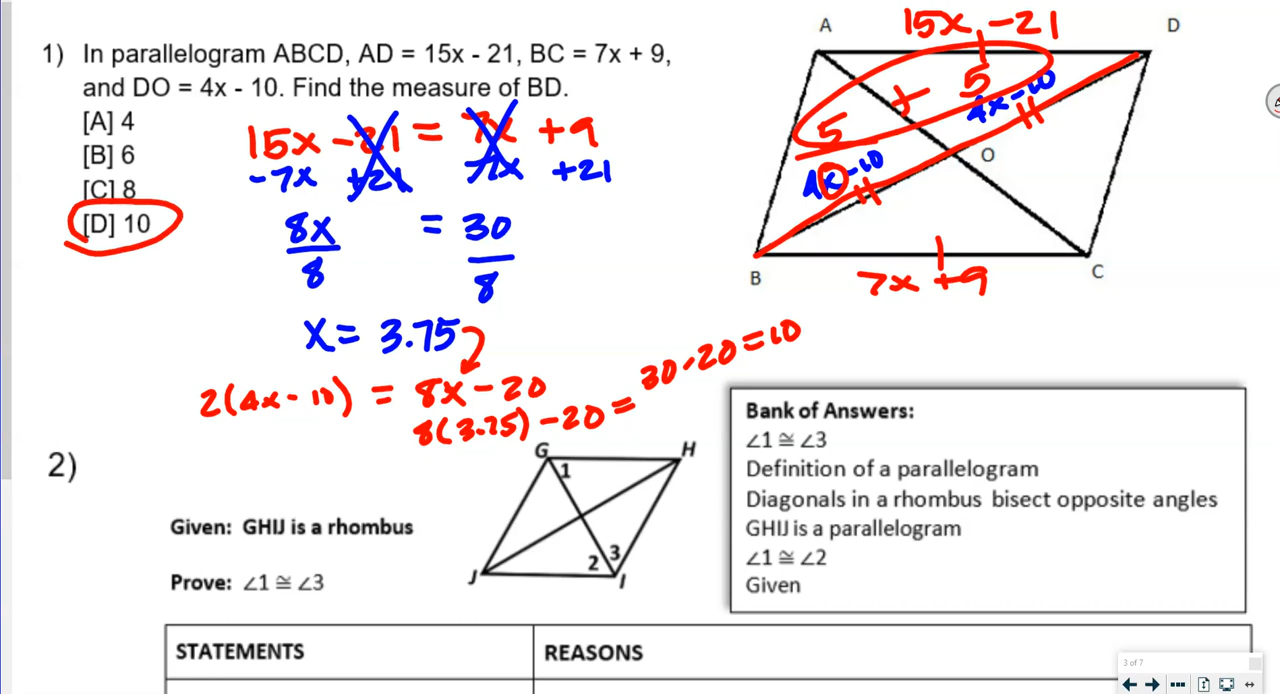 1) In parallelogram ABCD, AD = 15x - 21, BC = 7x + 9,
and DO = 4x - 10. Find the measure of BD.
[A] 4
[B] 6
[C] 8
[D] 10
15x - 21 = 7x + 9
-7x +21 -7x +21
8x = 30
8 8
x = 3.75
2(4x - 10) = 8x - 20
8(3.75) - 20 = 30 - 20 = 10
A
15x - 21
D
5
+
5
4x - 10
4x - 10
O
B
7x + 9
C
2)
Given: GHIJ is a rhombus
Prove: ∠1 ≅ ∠3
G
H
1
2
3
J
I
Bank of Answers:
∠1 ≅ ∠3
Definition of a parallelogram
Diagonals in a rhombus bisect opposite angles
GHIJ is a parallelogram
∠1 ≅ ∠2
Given
STATEMENTS REASONS
3 of 7